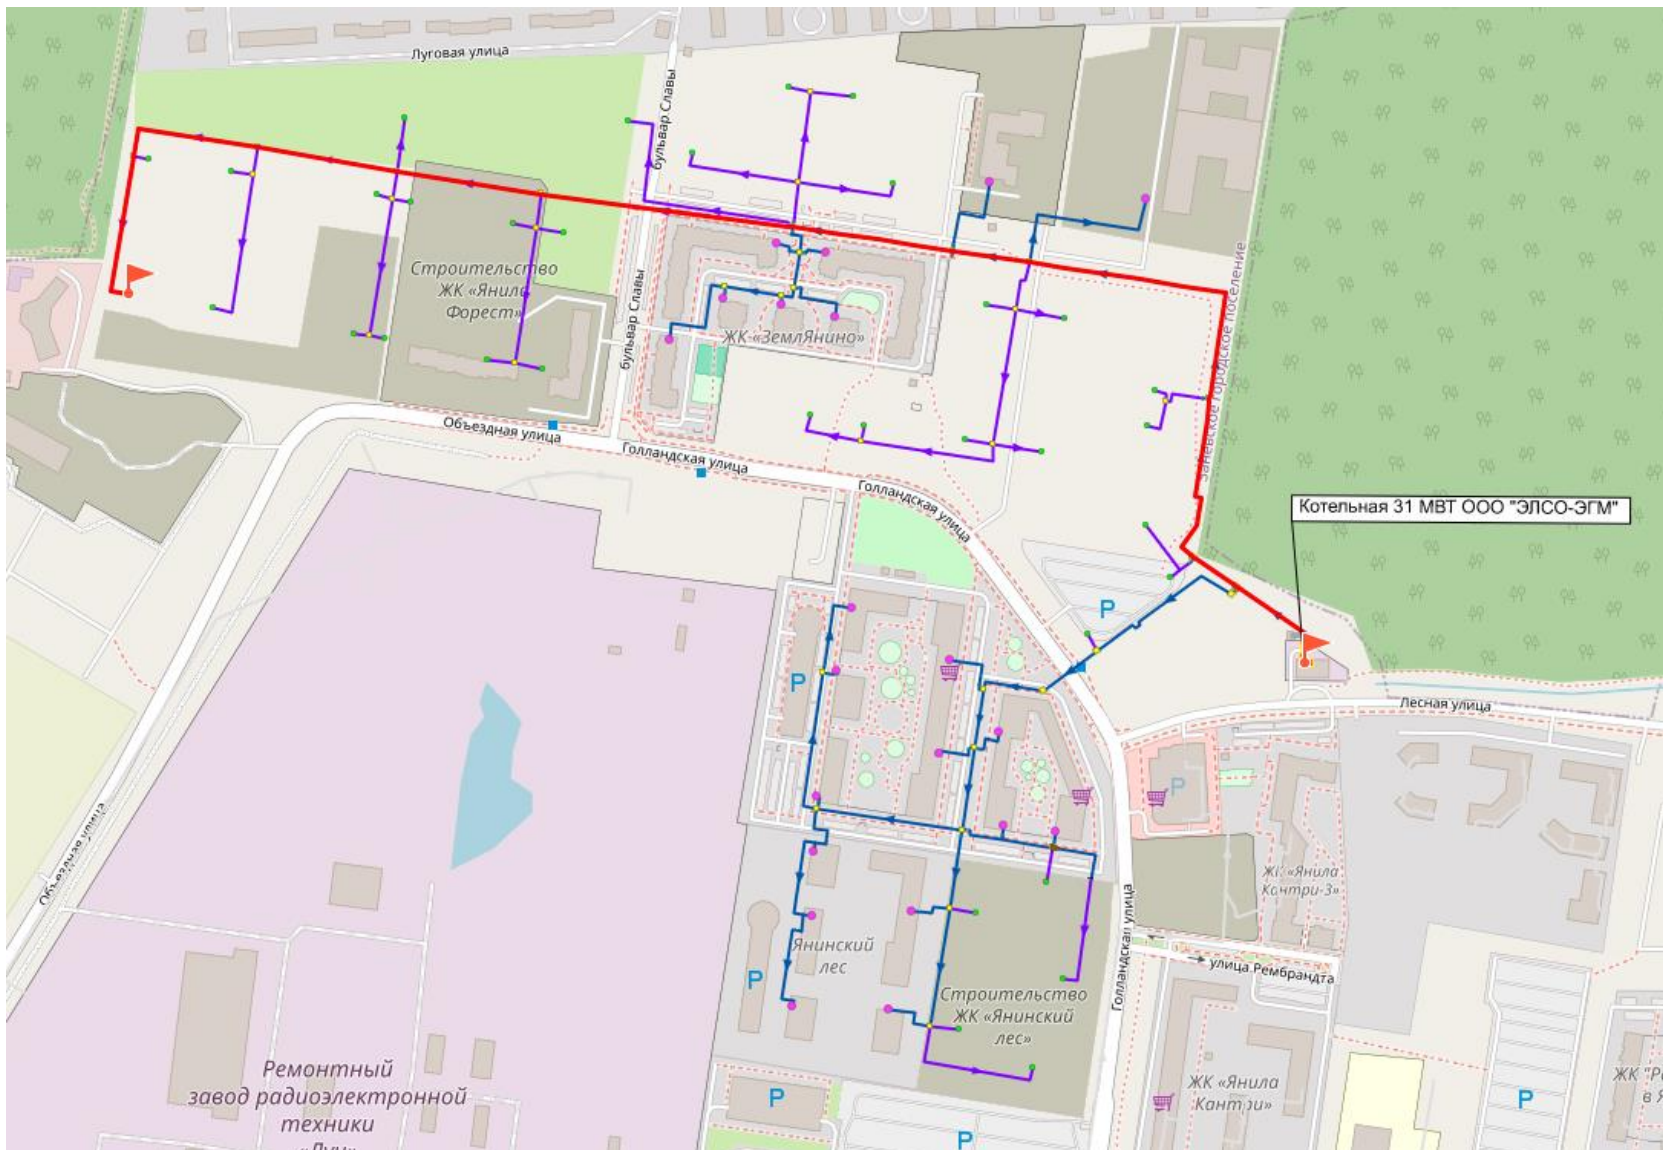 Луговая улица
бульвар Славы
Строительство
ЖК «Янила
Форест»
бульвар Славы
ЖК «ЗемлЯнино»
Заневское городское поселение
Объездная улица
Голландская улица
Голландская улица
Котельная 31 МВТ ООО "ЭЛСО-ЭГМ"
P
P
Лесная улица
P
Объездная улица
ЖК «Янила
Кантри-3»
Янинский
лес
P
Голландская улица
улица Рембрандта
Строительство
ЖК «Янинский
лес»
Ремонтный
завод радиоэлектронной
техники
ЖК «Янила
Кантри»
P
P
P
ЖК